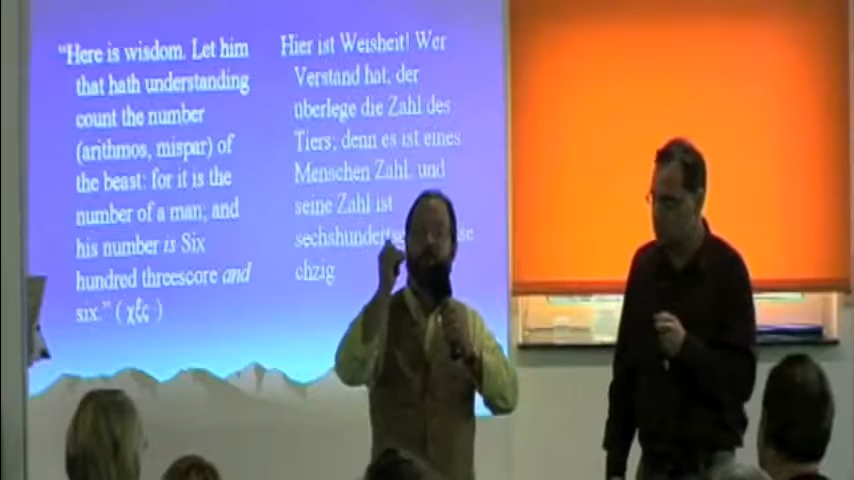 “Here is wisdom. Let him
that hath understanding
count the number
(arithmos, mispar) of
the beast: for it is the
number of a man; and
his number is Six
hundred threescore and
six.” ( χξς )
Hier ist Weisheit! Wer
Verstand hat, der
überlege die Zahl des
Tiers; denn es ist eines
Menschen Zahl, und
seine Zahl ist
chzig